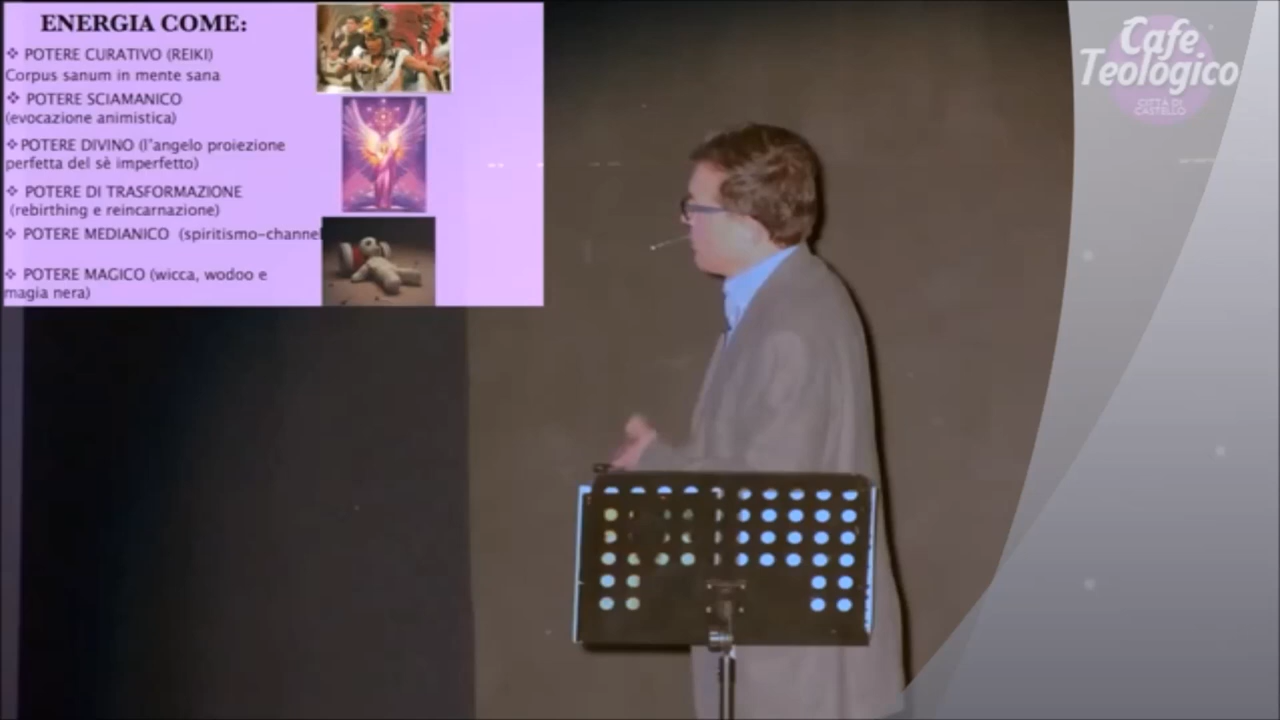 ENERGIA COME:
❖ POTERE CURATIVO (REIKI)
Corpus sanum in mente sana
❖ POTERE SCIAMANICO
(evocazione animistica)
❖ POTERE DIVINO (l"angelo proiezione
perfetta del sè imperfetto)
❖ POTERE DI TRASFORMAZIONE
(rebirthing e reincarnazione)
❖ POTERE MEDIANICO (spiritismo-channel
❖ POTERE MAGICO (wicca, wodoo e
magia nera)
Cafe
Teologico
CITTÀ DI
CASTELLO